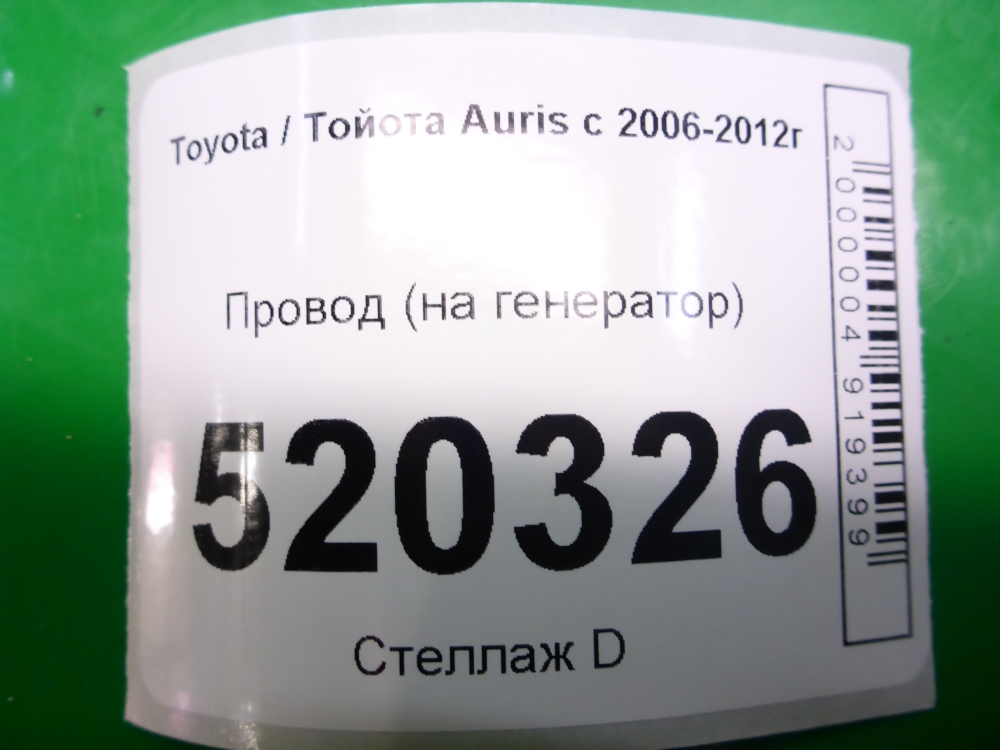 Toyota / Тойота Auris с 2006-2012г
Провод (на генератор)
520326
Стеллаж D
2000004919399